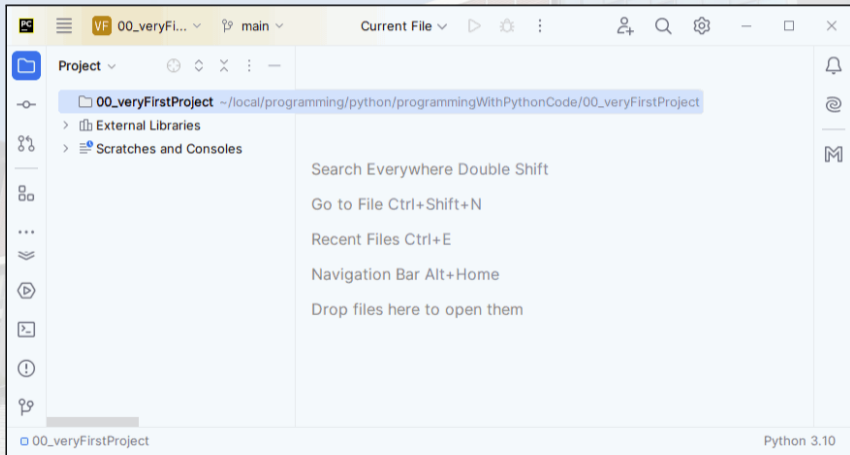 PC VF 00_veryFi... main Current File
Project
00_veryFirstProject ~/local/programming/python/programmingWithPythonCode/00_veryFirstProject
External Libraries
Scratches and Consoles
Search Everywhere Double Shift
Go to File Ctrl+Shift+N
Recent Files Ctrl+E
Navigation Bar Alt+Home
Drop files here to open them
00_veryFirstProject Python 3.10